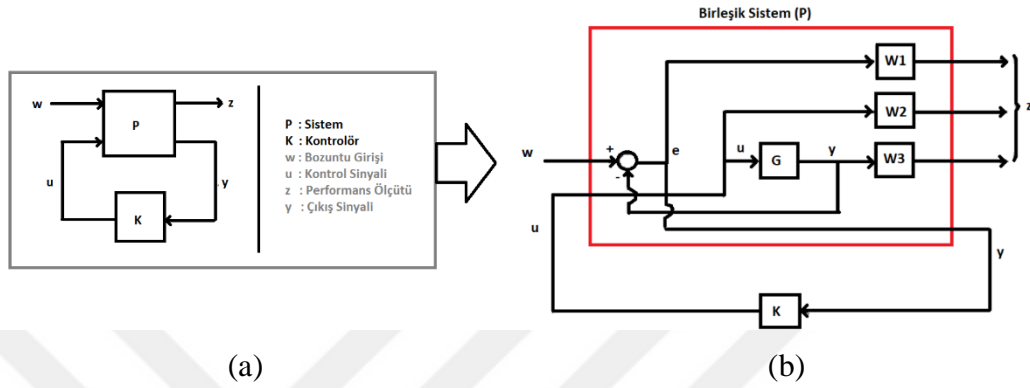 w
z
P
u
y
K
P : Sistem
K : Kontrolör
w : Bozuntu Girişi
u : Kontrol Sinyali
z : Performans Ölçütü
y : Çıkış Sinyali
(a)
Birleşik Sistem (P)
W1
W2
z
w
+
-
e
u
G
y
W3
u
y
K
(b)